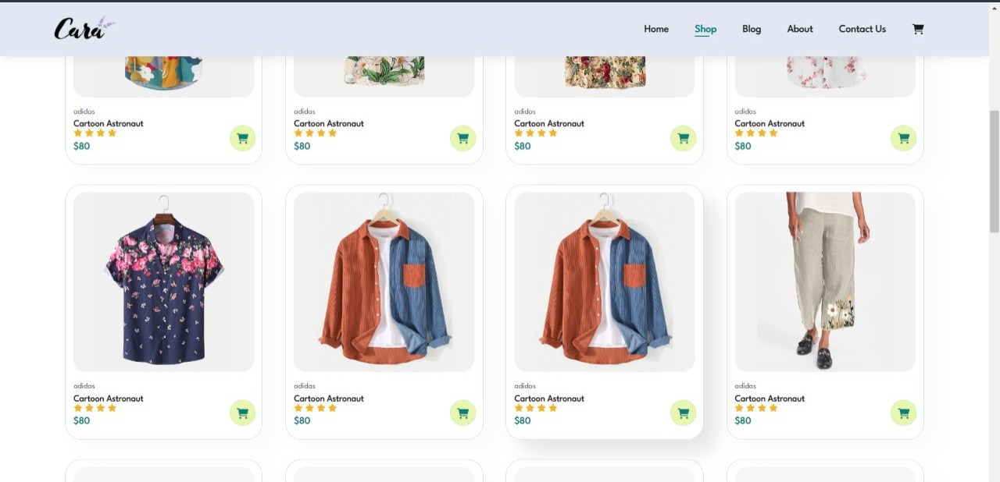 Cara
Home Shop Blog About Contact Us
adidas adidas adidas adidas
Cartoon Astronaut Cartoon Astronaut Cartoon Astronaut Cartoon Astronaut
$80 $80 $80 $80
adidas adidas adidas adidas
Cartoon Astronaut Cartoon Astronaut Cartoon Astronaut Cartoon Astronaut
$80 $80 $80 $80